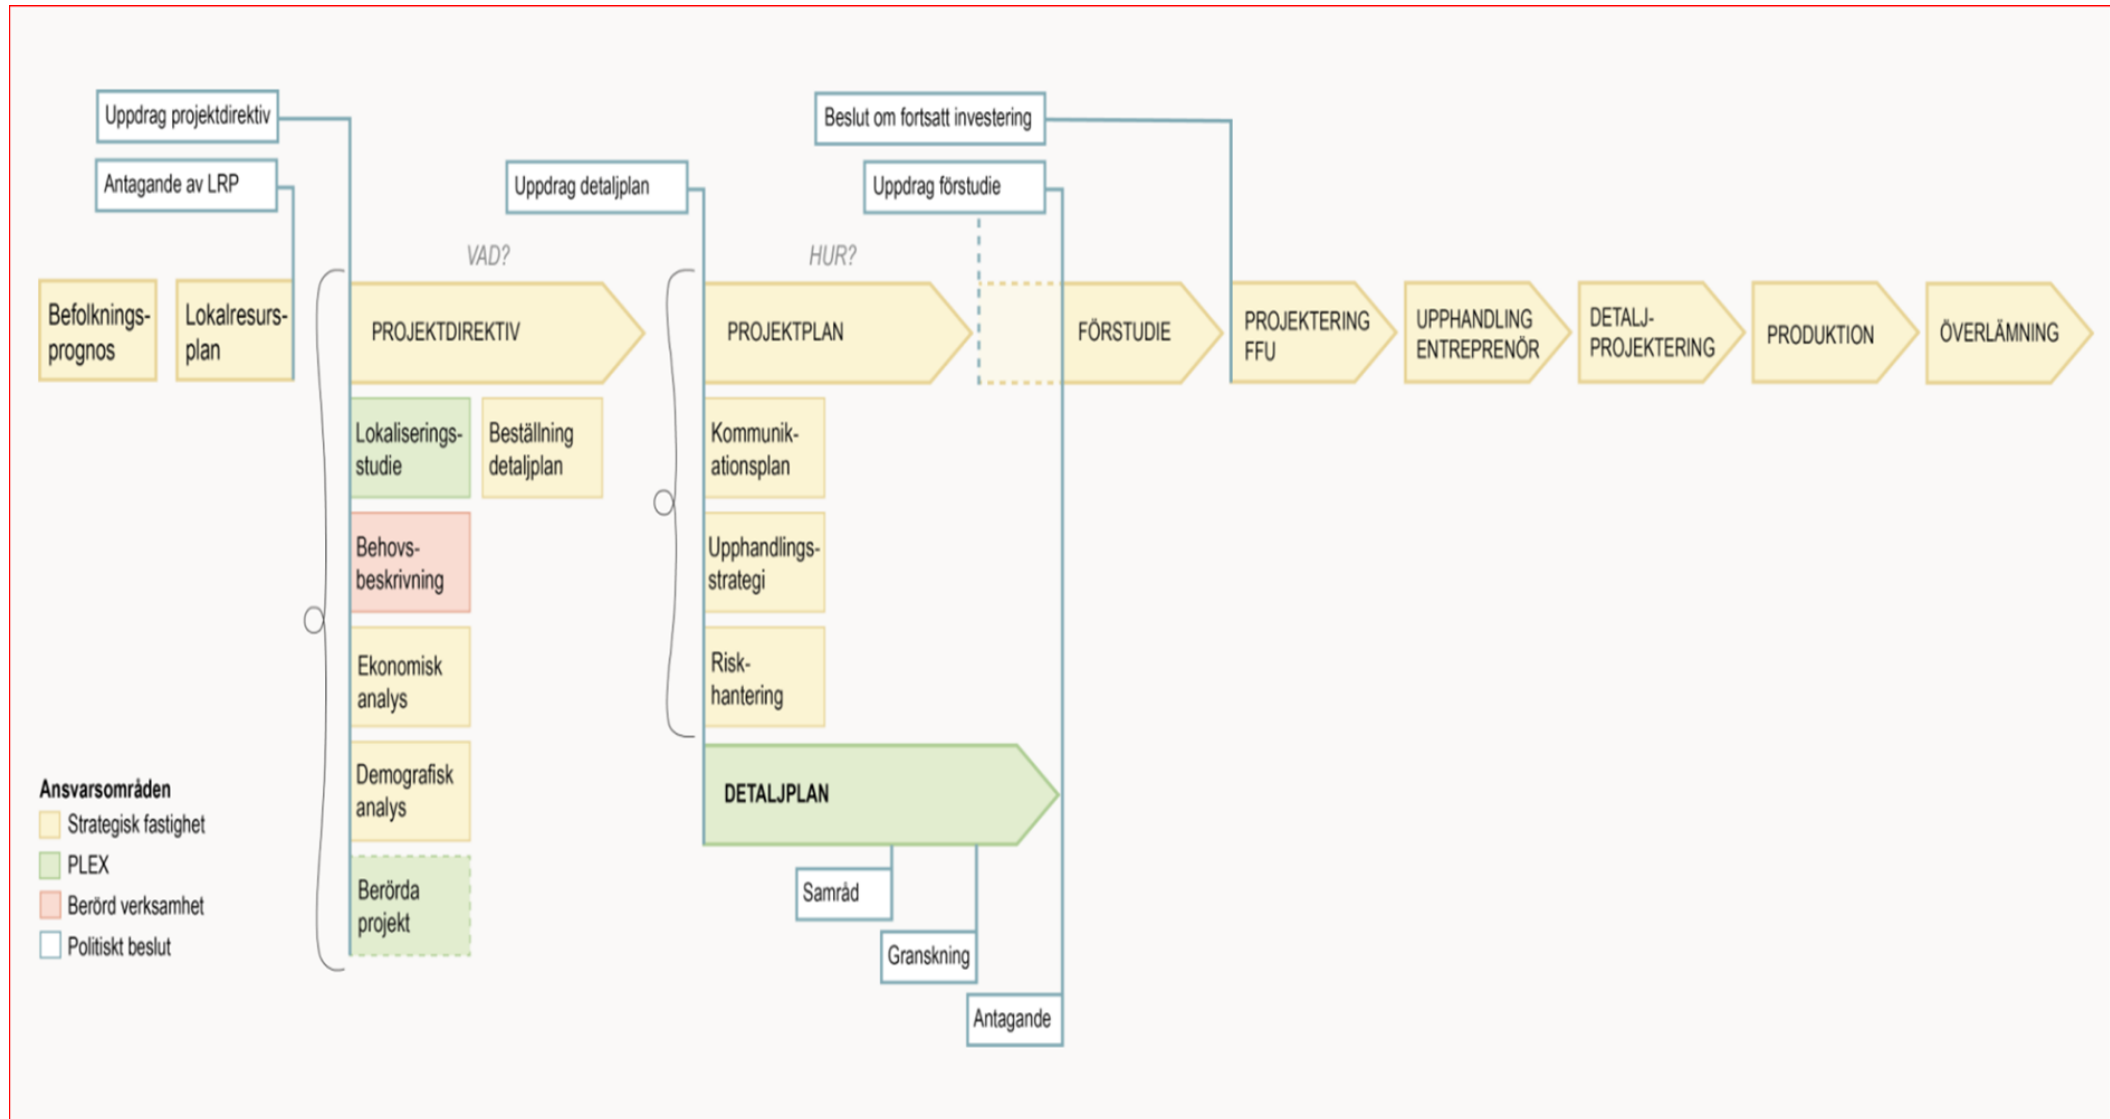 Uppdrag projektdirektiv
Antagande av LRP
Uppdrag detaljplan
Beslut om fortsatt investering
Uppdrag förstudie
VAD?
HUR?
Befolknings-
prognos
Lokalresurs-
plan
PROJEKTDIREKTIV
PROJEKTPLAN
FÖRSTUDIE
PROJEKTERING
FFU
UPPHANDLING
ENTREPRENÖR
DETALJ-
PROJEKTERING
PRODUKTION
ÖVERLÄMNING
Lokaliserings-
studie
Beställning
detaljplan
Behovs-
beskrivning
Ekonomisk
analys
Demografisk
analys
Berörda
projekt
Kommunik-
ationsplan
Upphandlings-
strategi
Risk-
hantering
DETALJPLAN
Samråd
Granskning
Antagande
Ansvarsområden
Strategisk fastighet
PLEX
Berörd verksamhet
Politiskt beslut